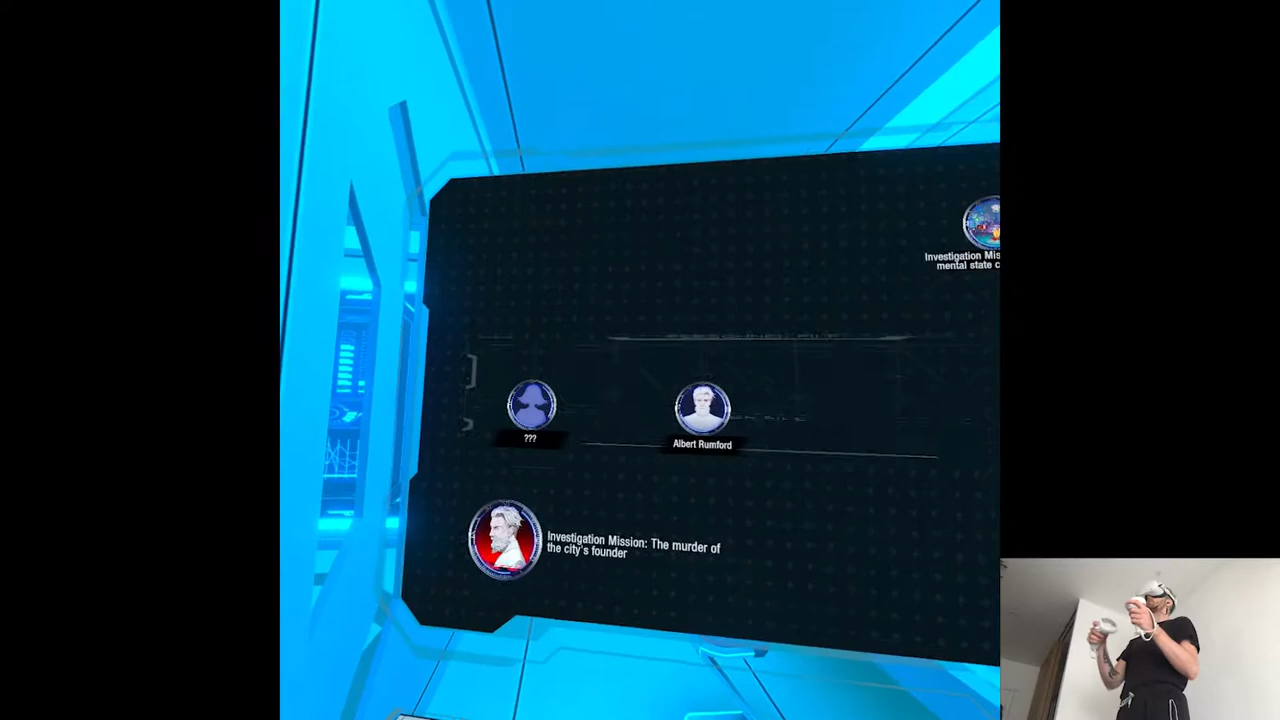 Investigation Mis
mental state c
???
Albert Rumford
Investigation Mission: The murder of
the city's founder